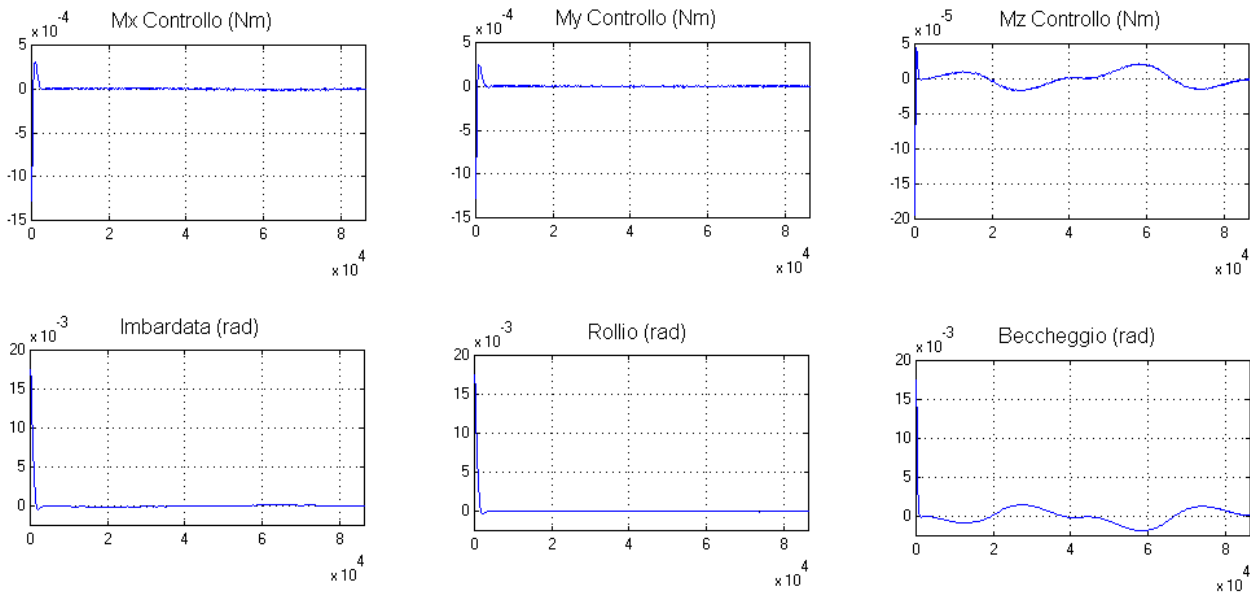 Mx Controllo (Nm)
x 10^-4
5
0
-5
-10
-15
0 2 4 6 8
x 10^4
My Controllo (Nm)
x 10^-4
5
0
-5
-10
-15
0 2 4 6 8
x 10^4
Mz Controllo (Nm)
x 10^-5
5
0
-5
-10
-15
-20
0 2 4 6 8
x 10^4
Imbardata (rad)
x 10^-3
20
15
10
5
0
0 2 4 6 8
x 10^4
Rollio (rad)
x 10^-3
20
15
10
5
0
0 2 4 6 8
x 10^4
Beccheggio (rad)
x 10^-3
20
15
10
5
0
0 2 4 6 8
x 10^4